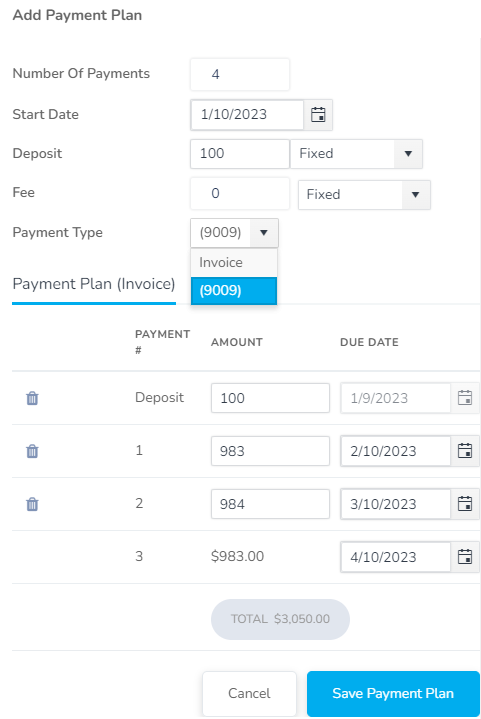 Add Payment Plan
Number Of Payments 4
Start Date 1/10/2023
Deposit 100 Fixed
Fee 0 Fixed
Payment Type (9009)
Invoice
(9009)
Payment Plan (Invoice)
PAYMENT # AMOUNT DUE DATE
Deposit 100 1/9/2023
1 983 2/10/2023
2 984 3/10/2023
3 $983.00 4/10/2023
TOTAL $3,050.00
Cancel Save Payment Plan